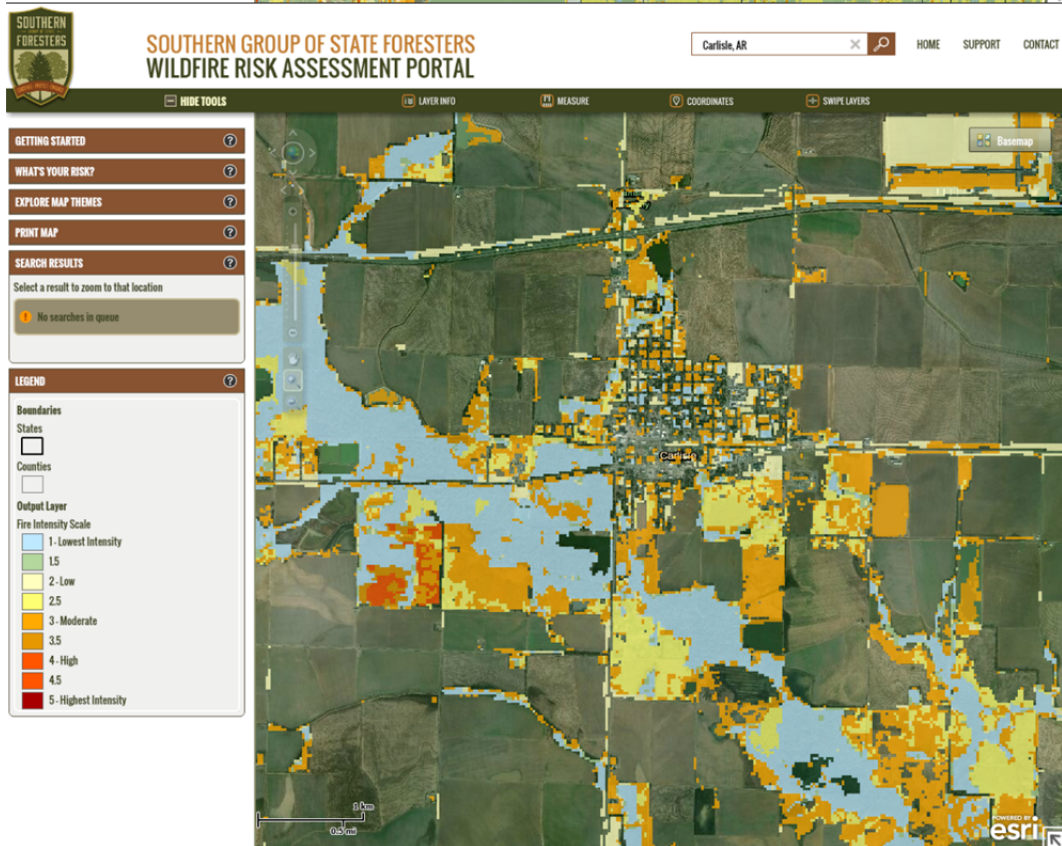 SOUTHERN
GROUP OF STATE
FORESTERS
SOUTHERN GROUP OF STATE FORESTERS
WILDFIRE RISK ASSESSMENT PORTAL
Carlisle, AR
HOME
SUPPORT
CONTACT
HIDE TOOLS
LAYER INFO
MEASURE
COORDINATES
SWIPE LAYERS
GETTING STARTED
WHAT'S YOUR RISK?
EXPLORE MAP THEMES
PRINT MAP
SEARCH RESULTS
Select a result to zoom to that location
No searches in queue
LEGEND
Boundaries
States
Counties
Output Layer
Fire Intensity Scale
1 - Lowest Intensity
1.5
2 - Low
2.5
3 - Moderate
3.5
4 - High
4.5
5 - Highest Intensity
Basemap
Carlisle
1 km
0.5 mi
POWERED BY
esri